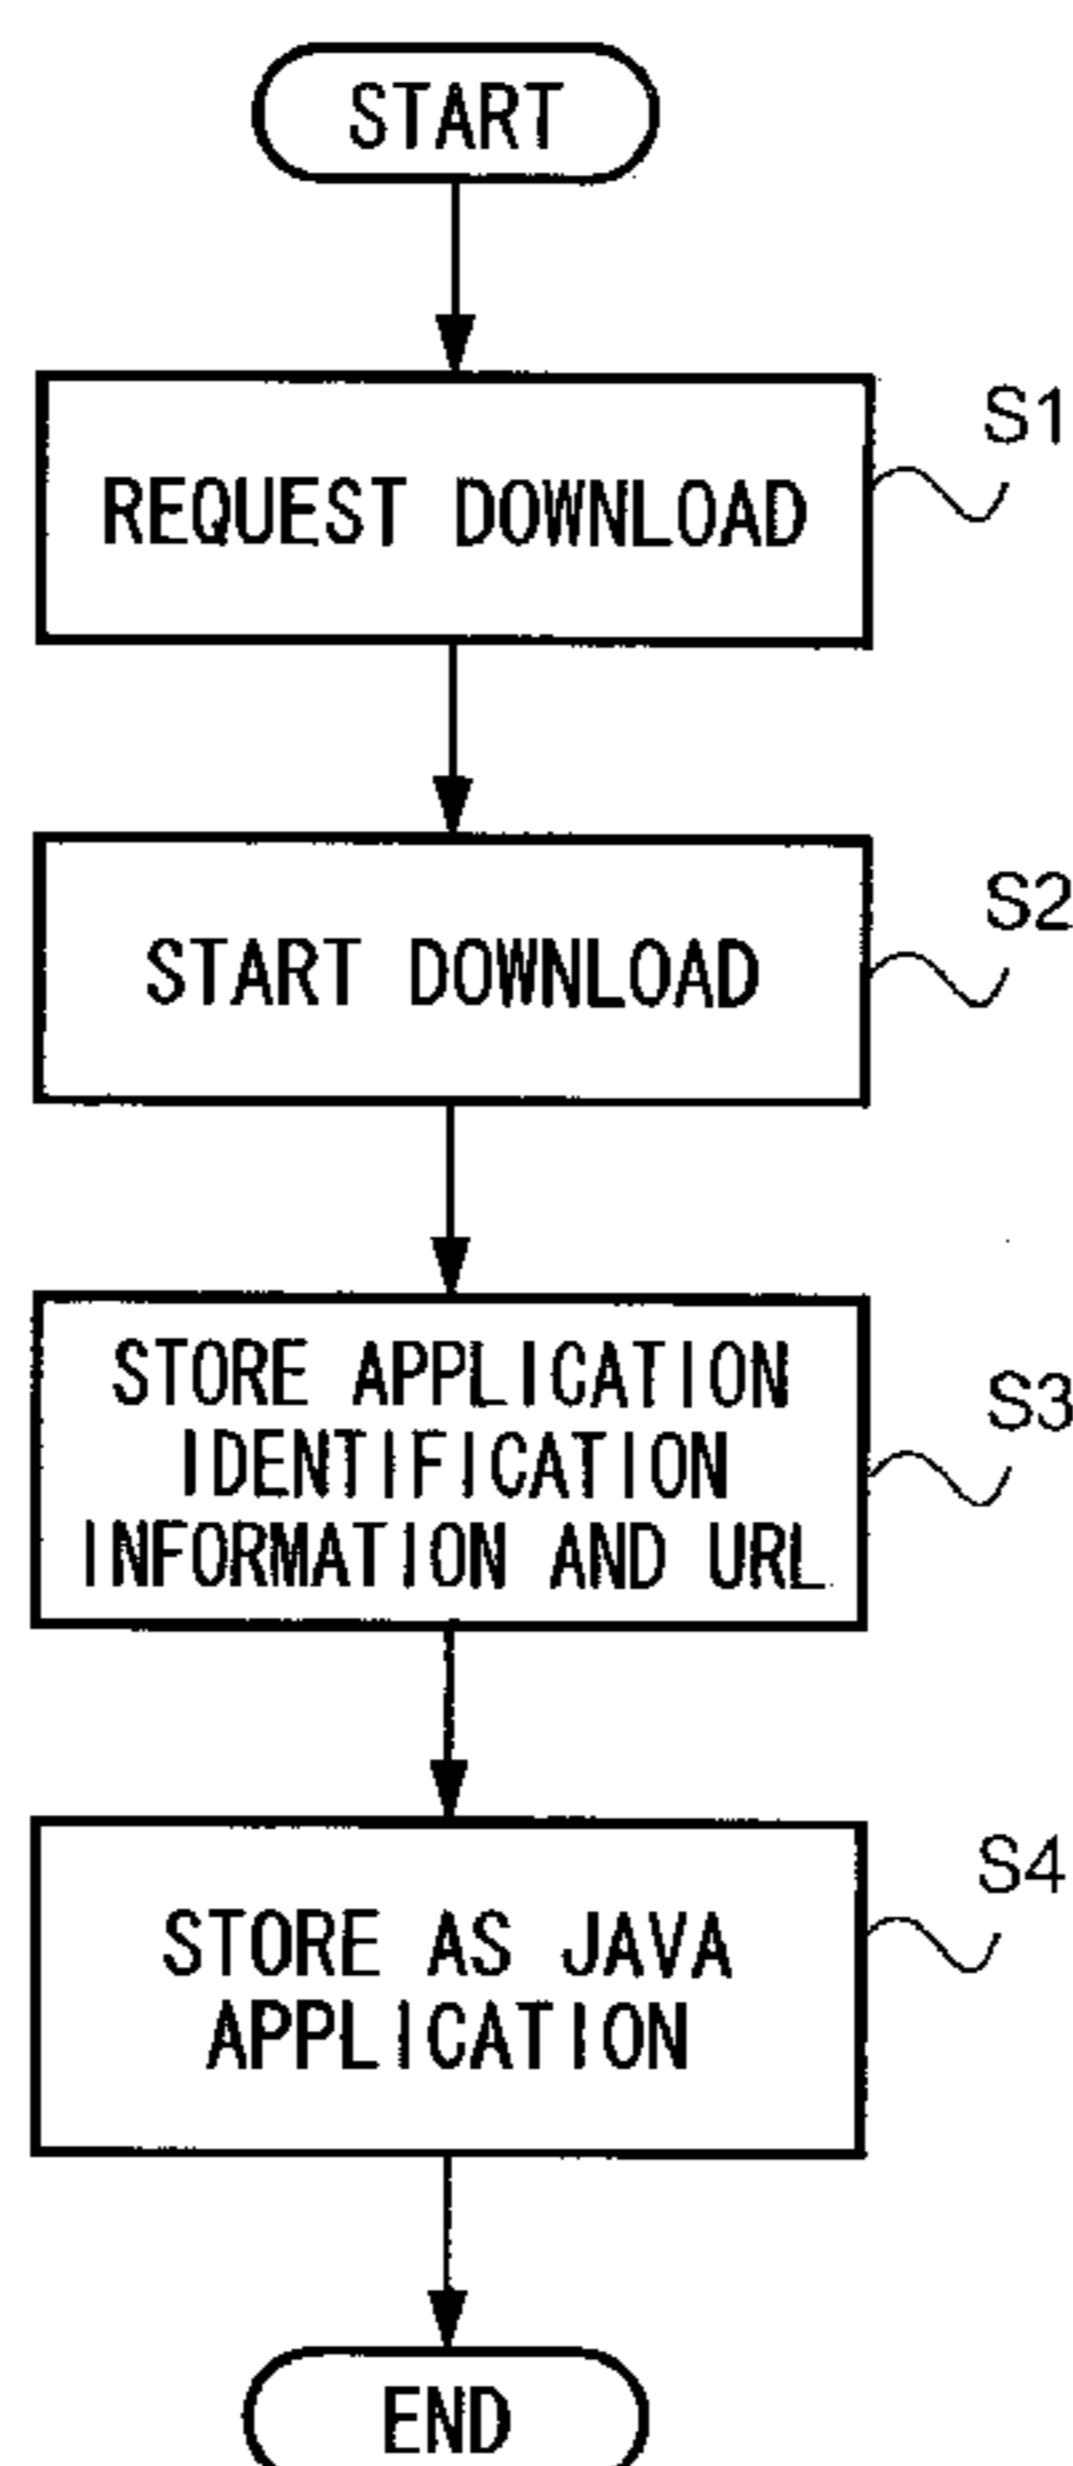 START
S1
REQUEST DOWNLOAD
S2
START DOWNLOAD
S3
STORE APPLICATION
IDENTIFICATION
INFORMATION AND URL
S4
STORE AS JAVA
APPLICATION
END